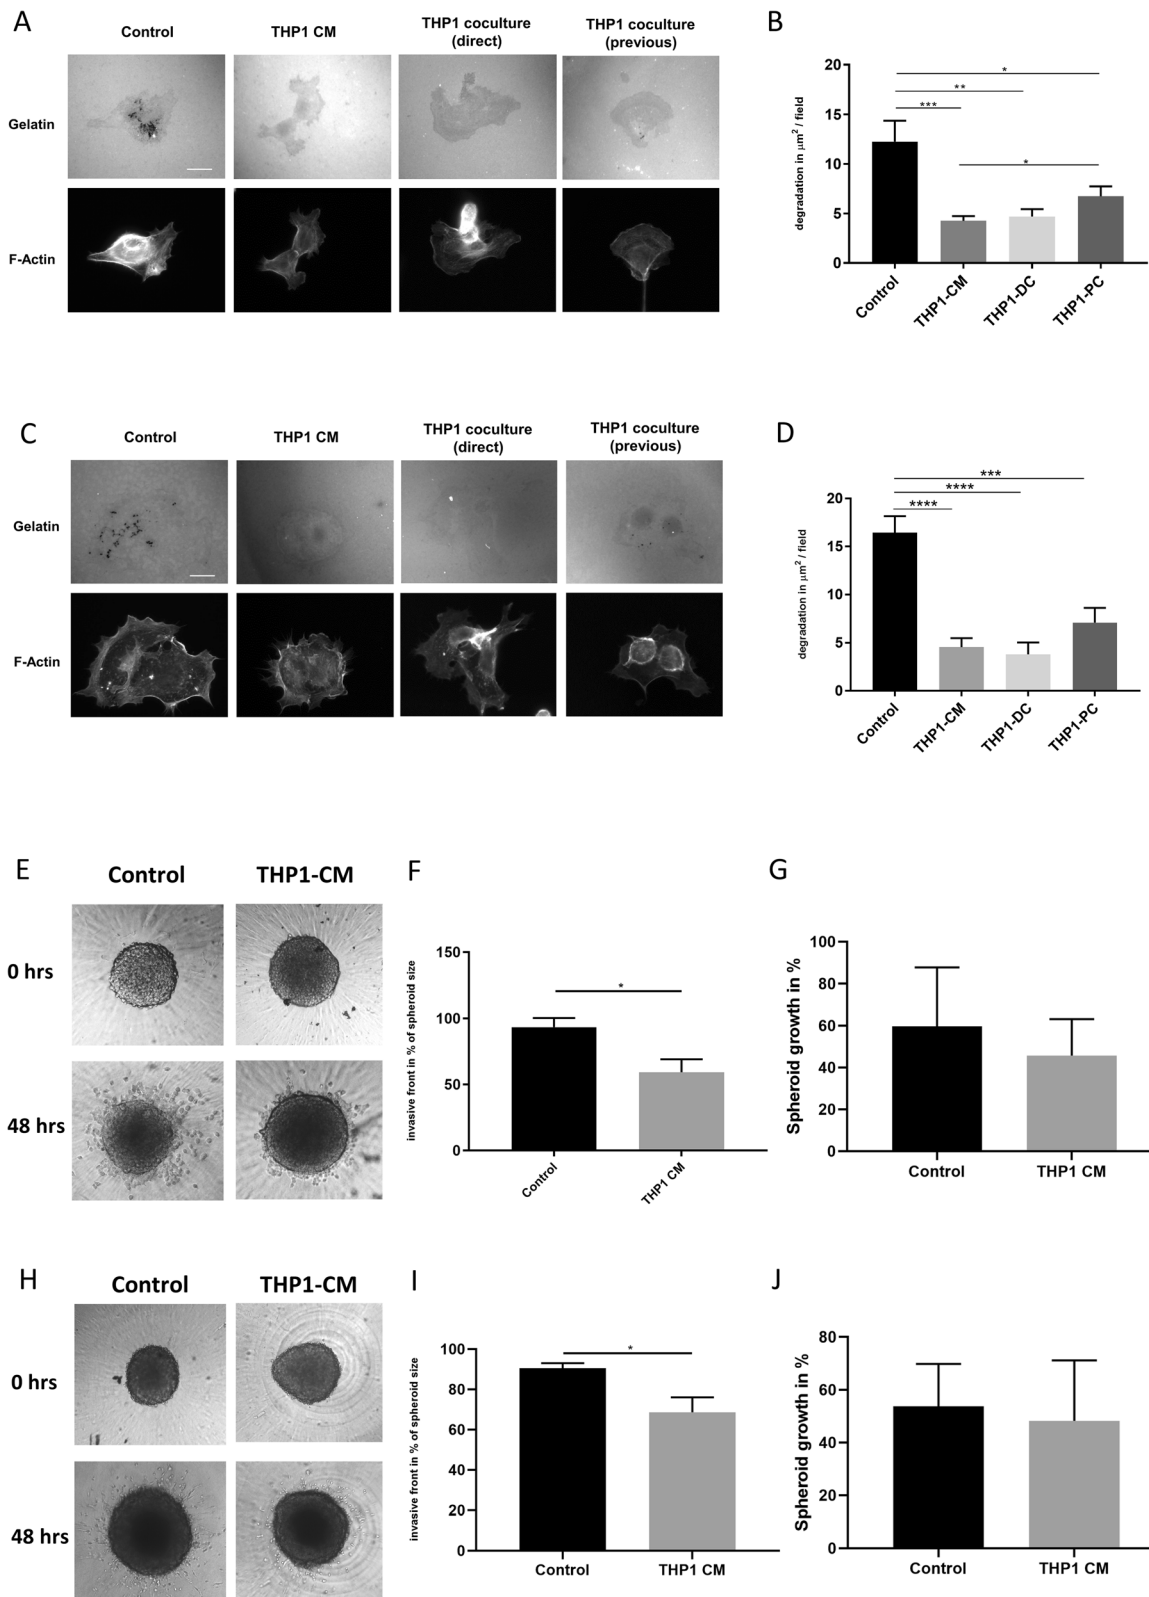 A
Control
THP1 CM
THP1 coculture
(direct)
THP1 coculture
(previous)
Gelatin
F-Actin
B
degradation in μm² / field
20
15
10
5
0
*
**
***
*
Control
THP1-CM
THP1-DC
THP1-PC
C
Control
THP1 CM
THP1 coculture
(direct)
THP1 coculture
(previous)
Gelatin
F-Actin
D
degradation in μm² / field
20
15
10
5
0
***
****
****
Control
THP1-CM
THP1-DC
THP1-PC
E
Control
THP1-CM
0 hrs
48 hrs
F
invasive front in % of spheroid size
150
100
50
0
*
Control
THP1 CM
G
Spheroid growth in %
100
80
60
40
20
0
Control
THP1 CM
H
Control
THP1-CM
0 hrs
48 hrs
I
invasive front in % of spheroid size
100
80
60
40
20
0
*
Control
THP1 CM
J
Spheroid growth in %
80
60
40
20
0
Control
THP1 CM